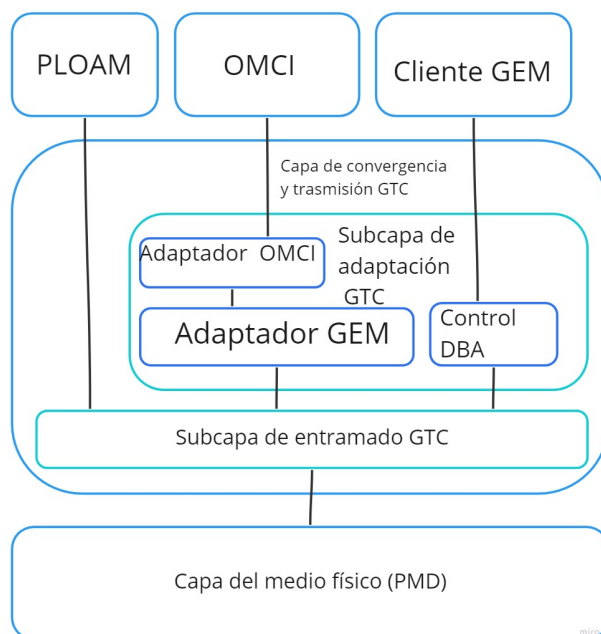 PLOAM
OMCI
Cliente GEM
Capa de convergencia
y trasmisión GTC
Adaptador OMCI
Subcapa de
adaptación
GTC
Adaptador GEM
Control
DBA
Subcapa de entramado GTC
Capa del medio físico (PMD)
miro